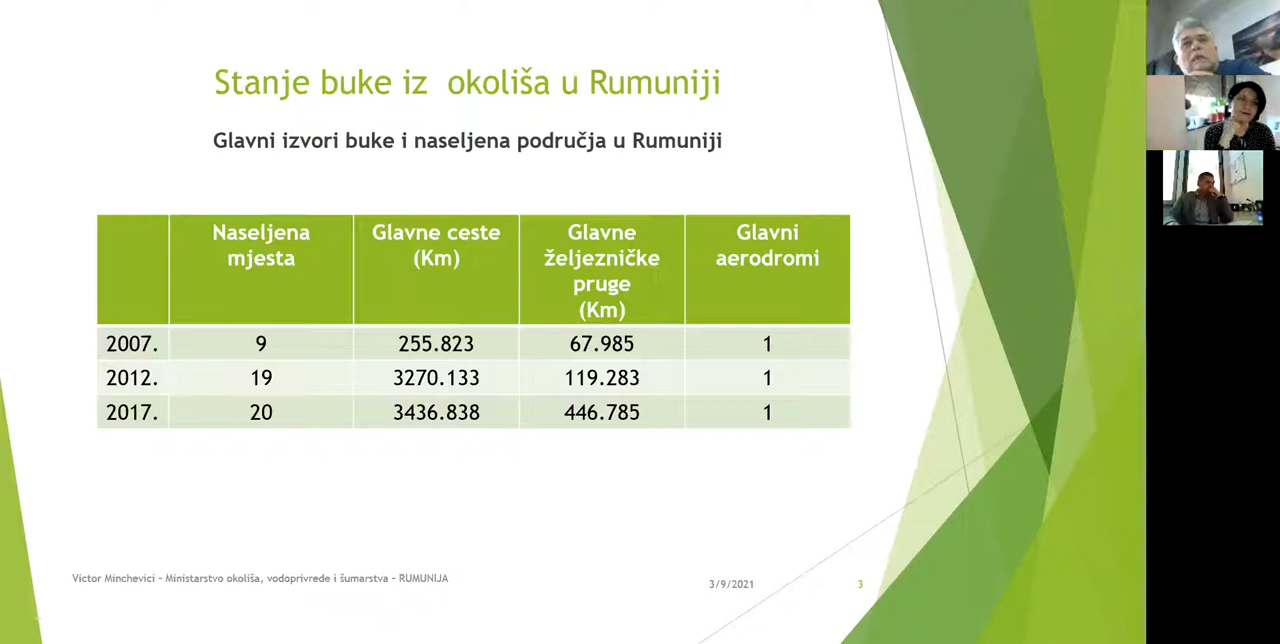 Stanje buke iz okoliša u Rumuniji
Glavni izvori buke i naseljena područja u Rumuniji
Naseljena mjesta Glavne ceste (Km) Glavne željezničke pruge (Km) Glavni aerodromi
2007. 9 255.823 67.985 1
2012. 19 3270.133 119.283 1
2017. 20 3436.838 446.785 1
Victor Minchevici – Ministarstvo okoliša, vodoprivrede i šumarstva – RUMUNIJA
3/9/2021
3